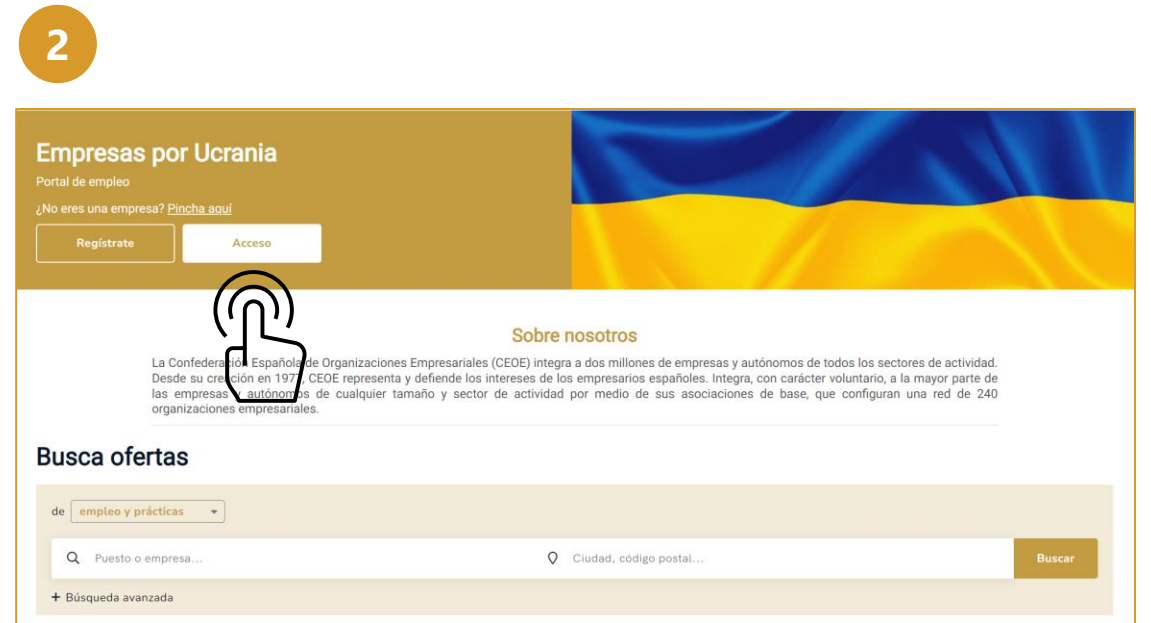 2
Empresas por Ucrania
Portal de empleo
¿No eres una empresa? Pincha aquí
Regístrate
Acceso
Sobre nosotros
La Confederación Española de Organizaciones Empresariales (CEOE) integra a dos millones de empresas y autónomos de todos los sectores de actividad.
Desde su creación en 1977, CEOE representa y defiende los intereses de los empresarios españoles. Integra, con carácter voluntario, a la mayor parte de
las empresas y autónomos de cualquier tamaño y sector de actividad por medio de sus asociaciones de base, que configuran una red de 240
organizaciones empresariales.
Busca ofertas
de empleo y prácticas
Puesto o empresa...
Ciudad, código postal...
Buscar
+ Búsqueda avanzada